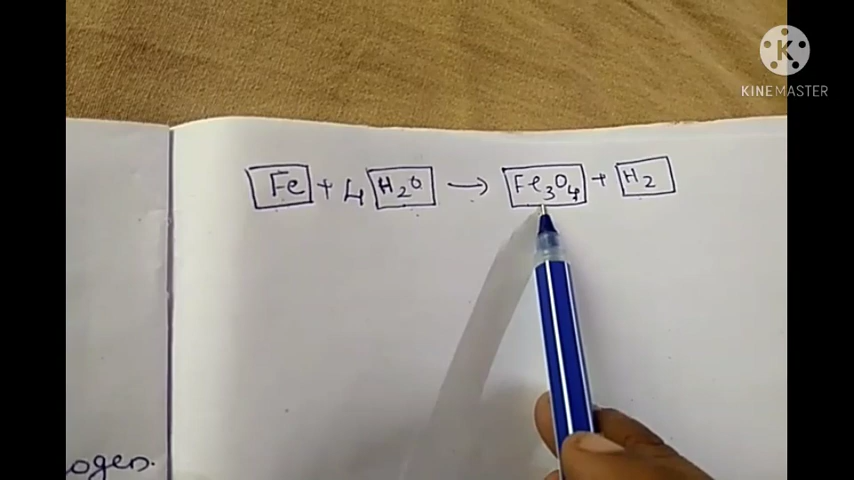 K
KINEMASTER
Fe + 4 H₂O → Fe₃O₄ + H₂
ogen.